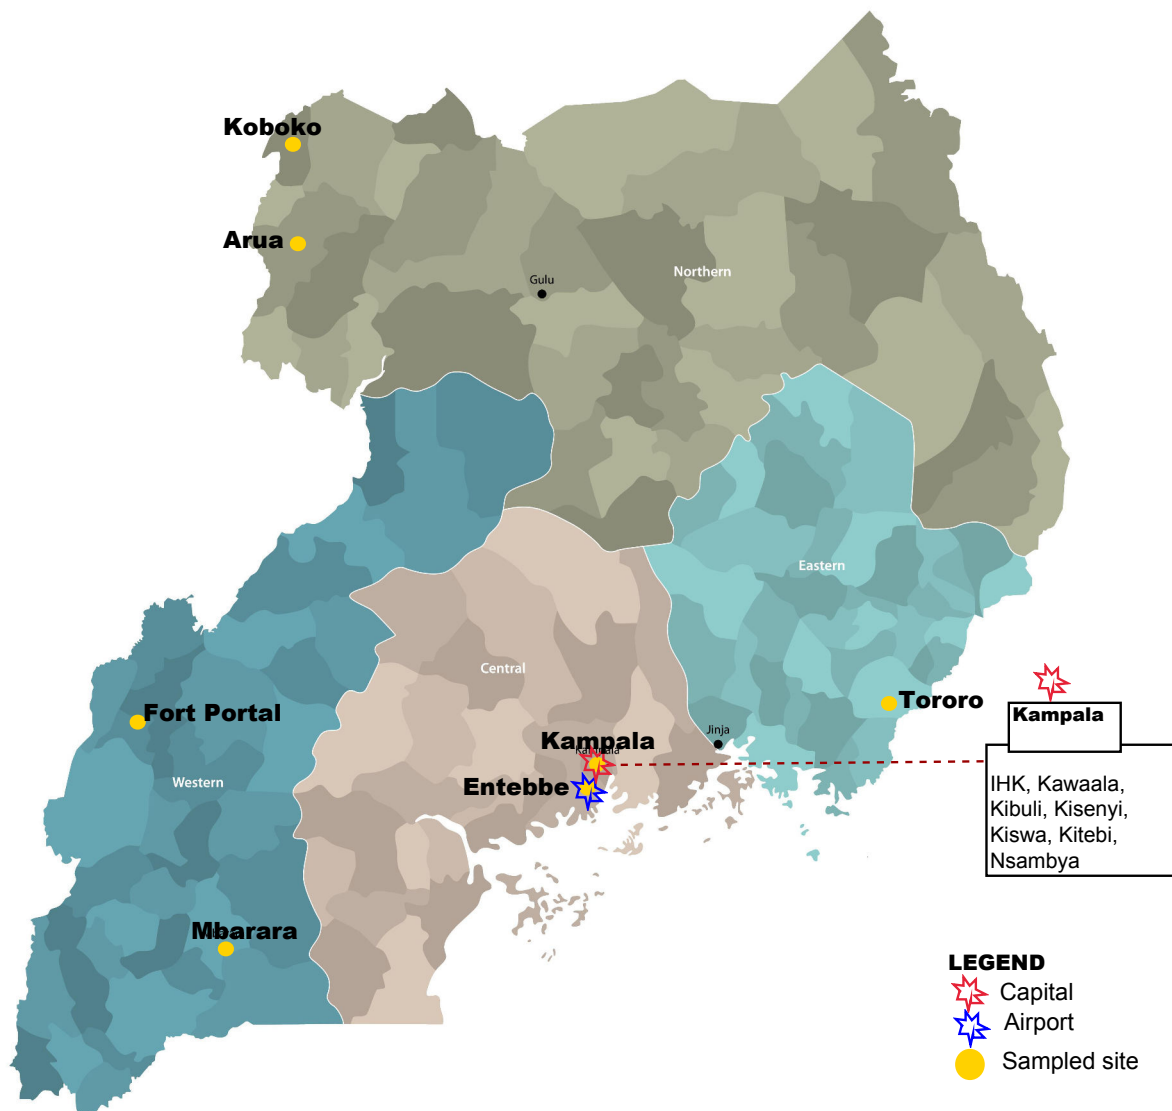 Koboko
Arua
Gulu
Northern
Eastern
Central
Tororo
Fort Portal
Jinja
Kampala
Entebbe
Western
Mbarara
Kampala
IHK, Kawaala,
Kibuli, Kisenyi,
Kiswa, Kitebi,
Nsambya
LEGEND
Capital
Airport
Sampled site